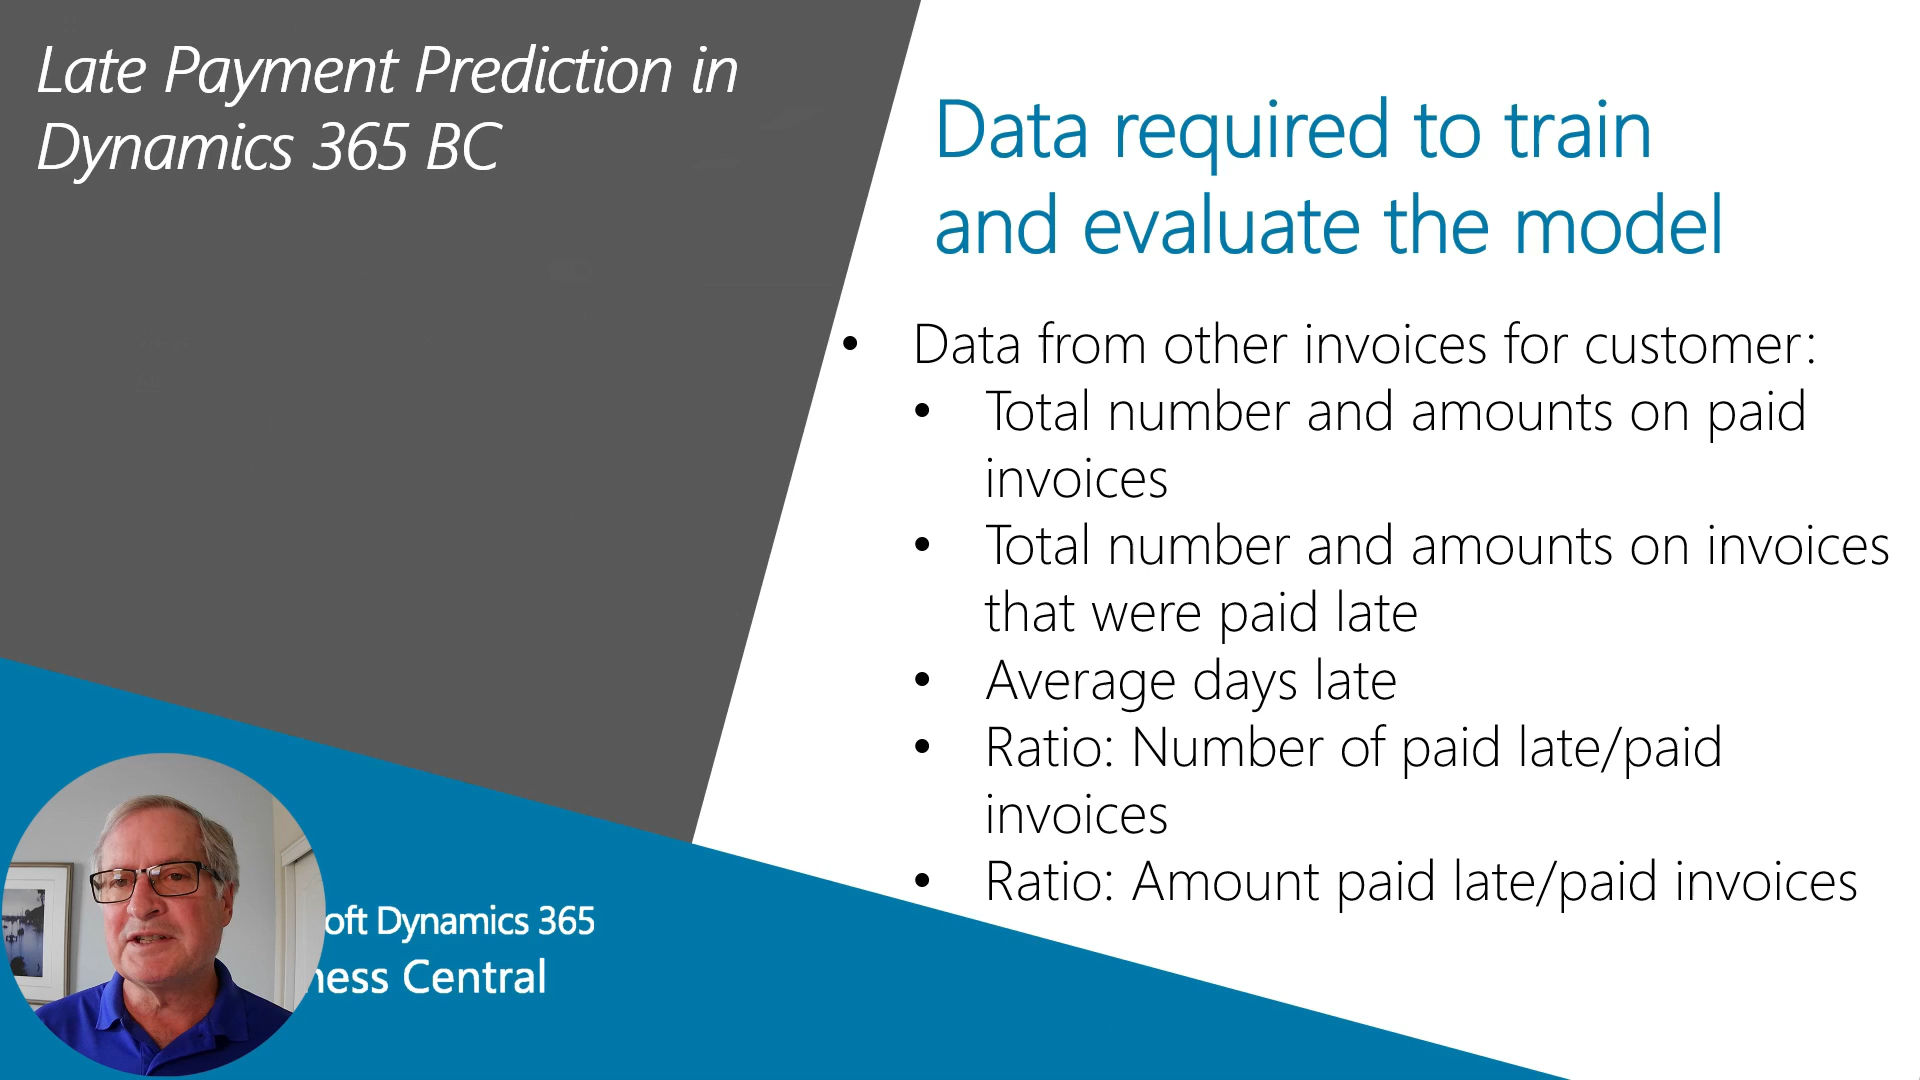 Late Payment Prediction in
Dynamics 365 BC
Data required to train
and evaluate the model
• Data from other invoices for customer:
• Total number and amounts on paid
invoices
• Total number and amounts on invoices
that were paid late
• Average days late
• Ratio: Number of paid late/paid
invoices
• Ratio: Amount paid late/paid invoices
oft Dynamics 365
ness Central